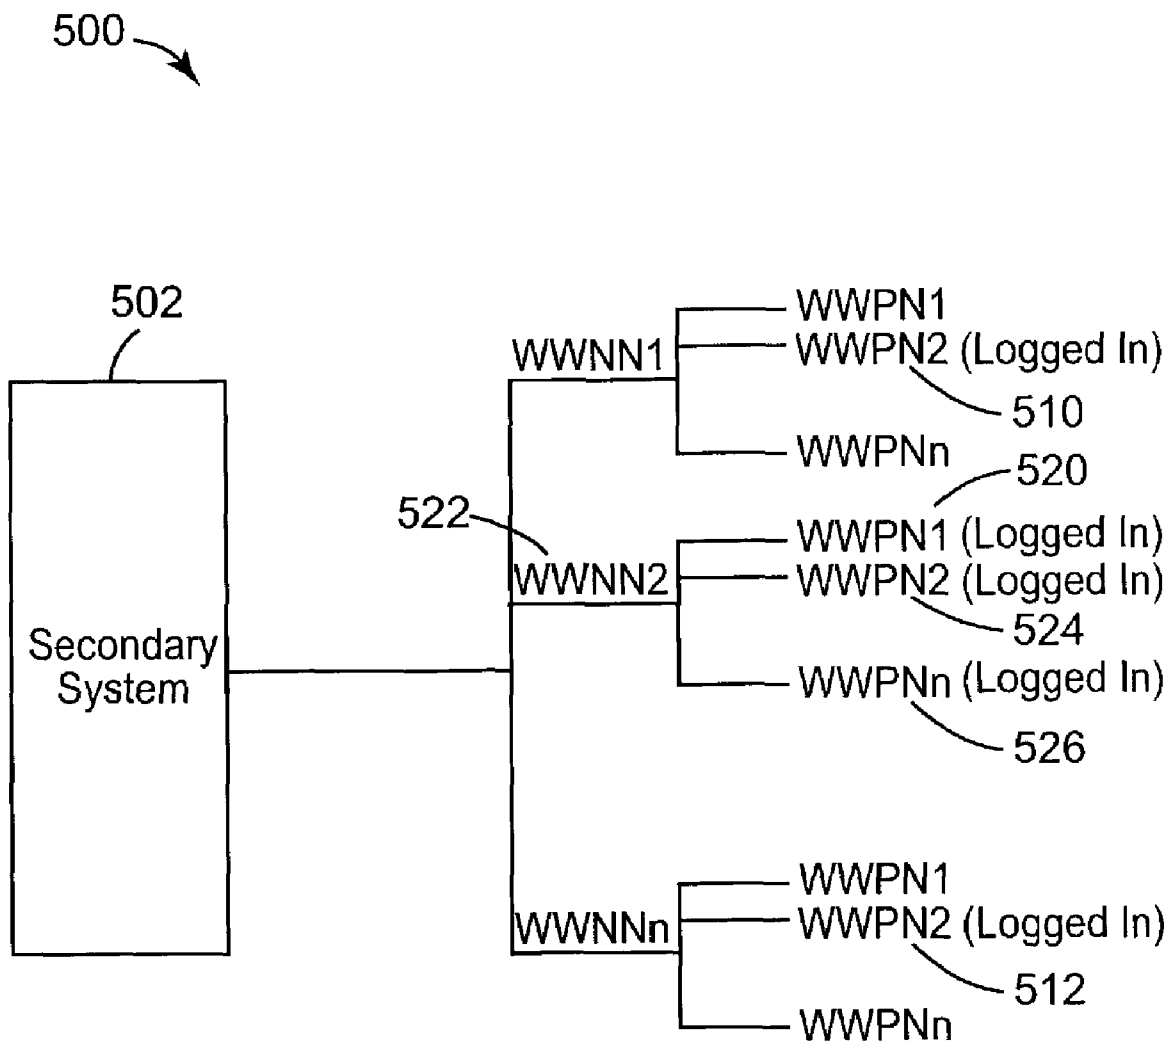 500
502
WWPN1
WWNN1
WWPN2 (Logged In)
510
WWPNn
520
522
WWPN1 (Logged In)
WWNN2
WWPN2 (Logged In)
524
Secondary
System
WWPNn (Logged In)
526
WWPN1
WWNNn
WWPN2 (Logged In)
512
WWPNn